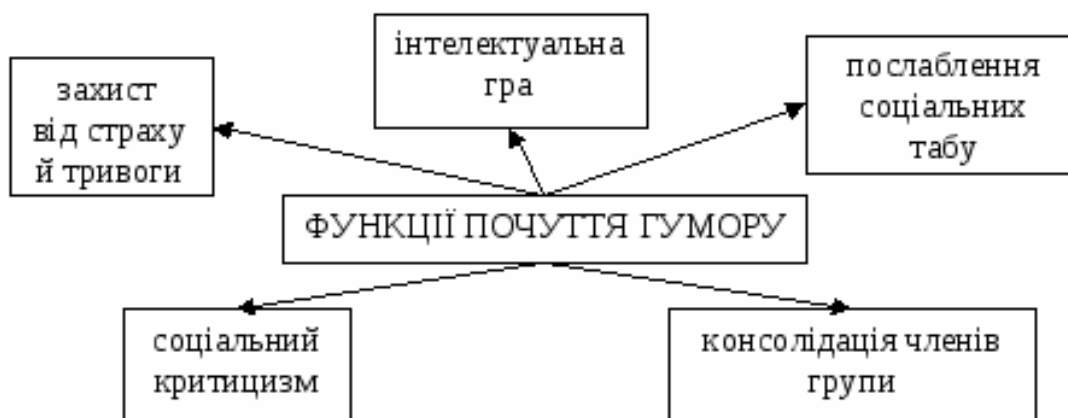 захист
від страху
й тривоги
інтелектуальна
гра
послаблення
соціальних
табу
ФУНКЦІЇ ПОЧУТТЯ ГУМОРУ
соціальний
критицизм
консолідація членів
групи